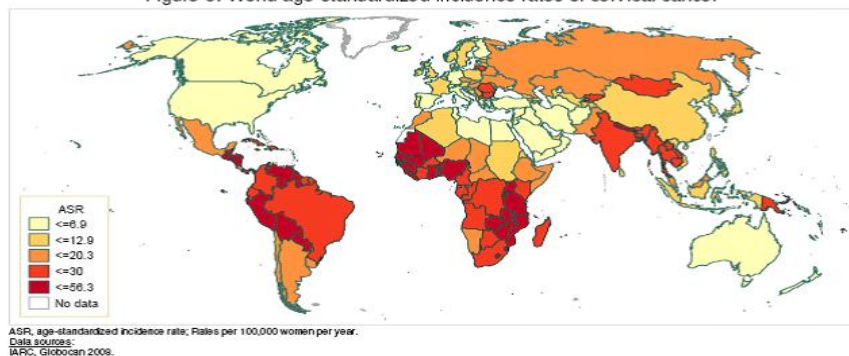 ASR
<=6.9
<=12.9
<=20.3
<=30
<=56.3
No data
ASR, age-standardized incidence rate; Rates per 100,000 women per year.
Data sources:
IARC, Globocan 2008.